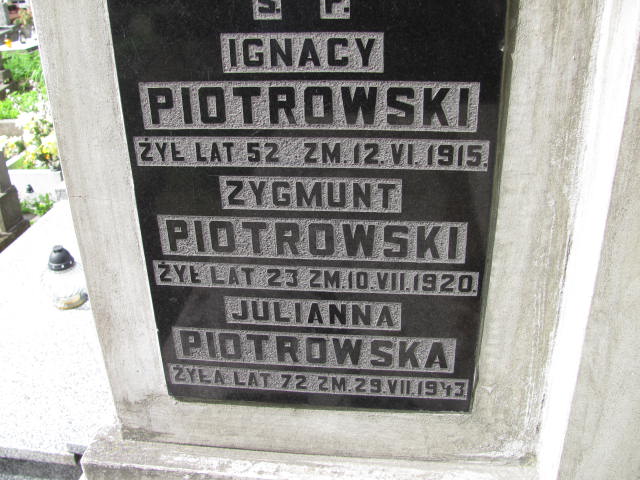 Ś. P.
IGNACY
PIOTROWSKI
ŻYŁ LAT 52 ZM. 12. VI. 1915.
ZYGMUNT
PIOTROWSKI
ŻYŁ LAT 23 ZM. 10. VII. 1920.
JULIANNA
PIOTROWSKA
ŻYŁA LAT 72 ZM. 29. VII. 1943.